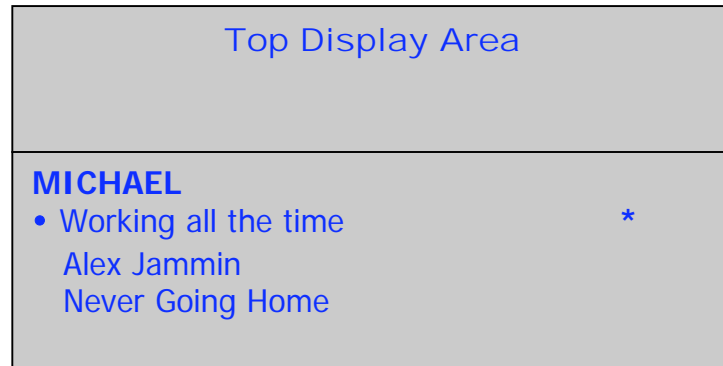 Top Display Area
MICHAEL
• Working all the time *
Alex Jammin
Never Going Home